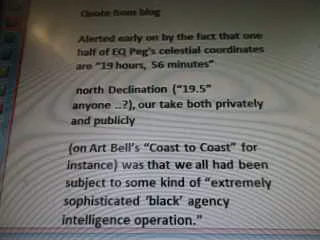 Quote from blog
Alerted early on by the fact that one
half of EQ Peg's celestial coordinates
are "19 hours, 56 minutes"
north Declination ("19.5"
anyone ..?), our take both privately
and publicly
(on Art Bell's "Coast to Coast" for
instance) was that we all had been
subject to some kind of "extremely
sophisticated 'black' agency
intelligence operation."